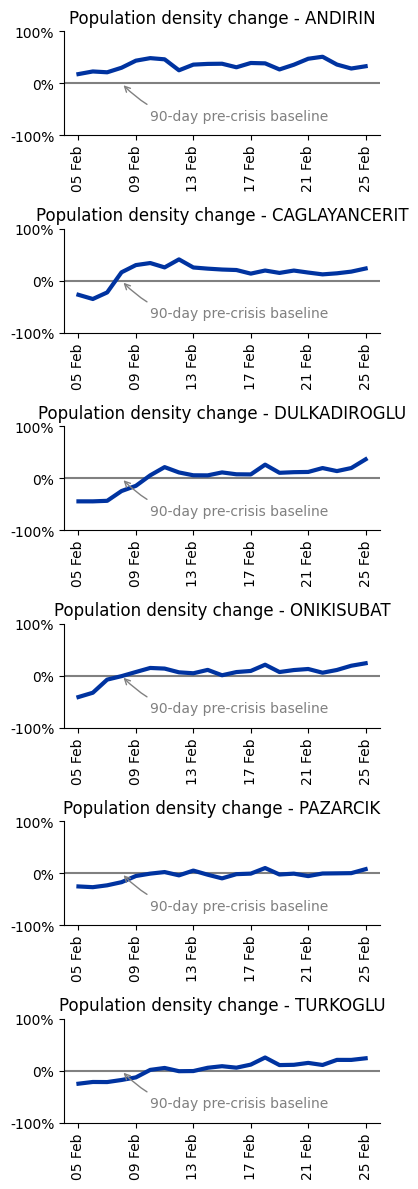 Population density change - ANDIRIN
100%
0%
-100%
90-day pre-crisis baseline
05 Feb
09 Feb
13 Feb
17 Feb
21 Feb
25 Feb
Population density change - CAGLAYANCERIT
100%
0%
-100%
90-day pre-crisis baseline
05 Feb
09 Feb
13 Feb
17 Feb
21 Feb
25 Feb
Population density change - DULKADIROGLU
100%
0%
-100%
90-day pre-crisis baseline
05 Feb
09 Feb
13 Feb
17 Feb
21 Feb
25 Feb
Population density change - ONIKISUBAT
100%
0%
-100%
90-day pre-crisis baseline
05 Feb
09 Feb
13 Feb
17 Feb
21 Feb
25 Feb
Population density change - PAZARCIK
100%
0%
-100%
90-day pre-crisis baseline
05 Feb
09 Feb
13 Feb
17 Feb
21 Feb
25 Feb
Population density change - TURKOGLU
100%
0%
-100%
90-day pre-crisis baseline
05 Feb
09 Feb
13 Feb
17 Feb
21 Feb
25 Feb